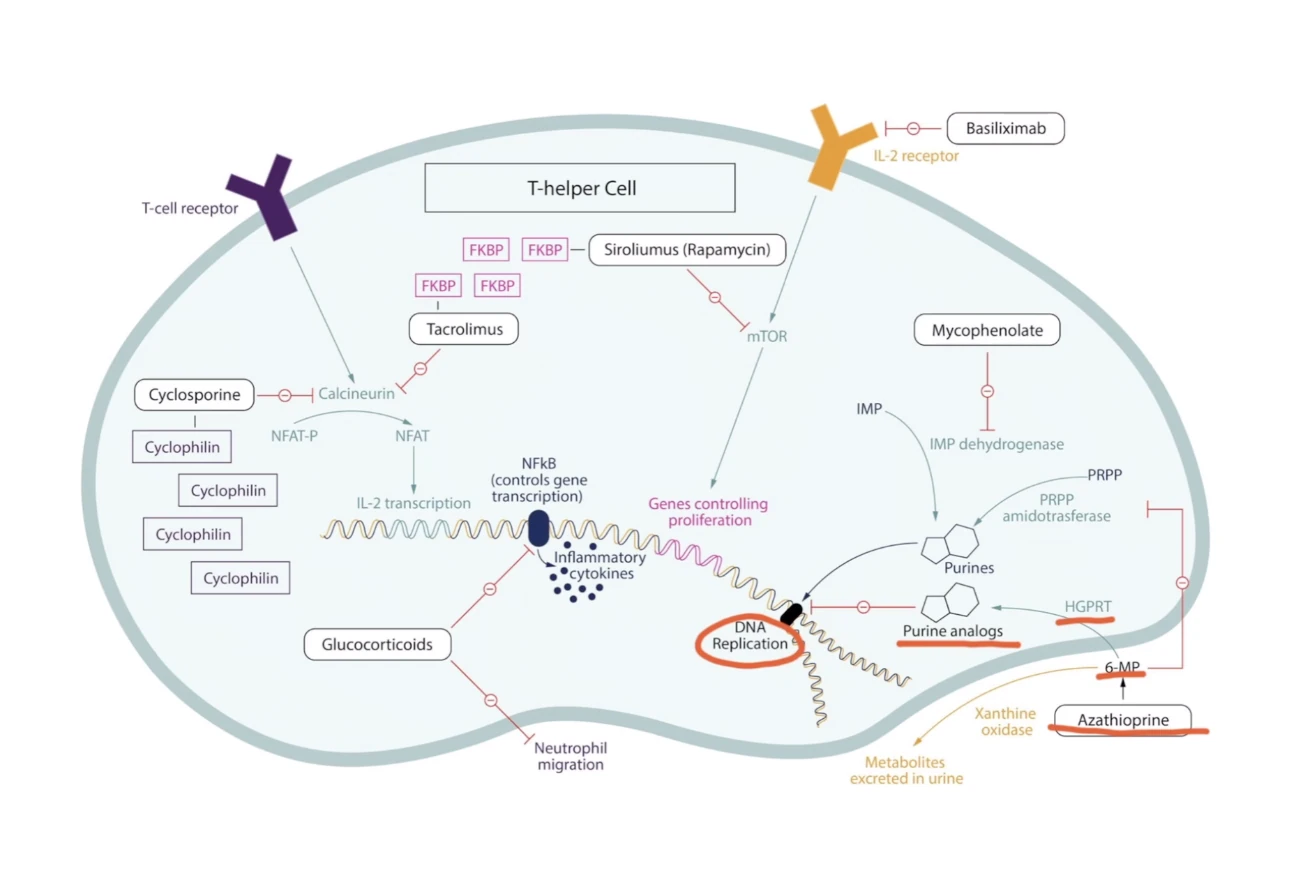 Basiliximab
IL-2 receptor
T-helper Cell
T-cell receptor
FKBP
FKBP
Siroliumus (Rapamycin)
FKBP
FKBP
Tacrolimus
mTOR
Mycophenolate
Cyclosporine
Calcineurin
IMP
Cyclophilin
NFAT-P
NFAT
IMP dehydrogenase
NFkB
(controls gene
transcription)
PRPP
Cyclophilin
IL-2 transcription
Genes controlling
proliferation
PRPP
amidotrasferase
Cyclophilin
Inflammatory
cytokines
Purines
Cyclophilin
HGPRT
DNA
Replication
Purine analogs
Glucocorticoids
6-MP
Xanthine
oxidase
Azathioprine
Neutrophil
migration
Metabolites
excreted in urine